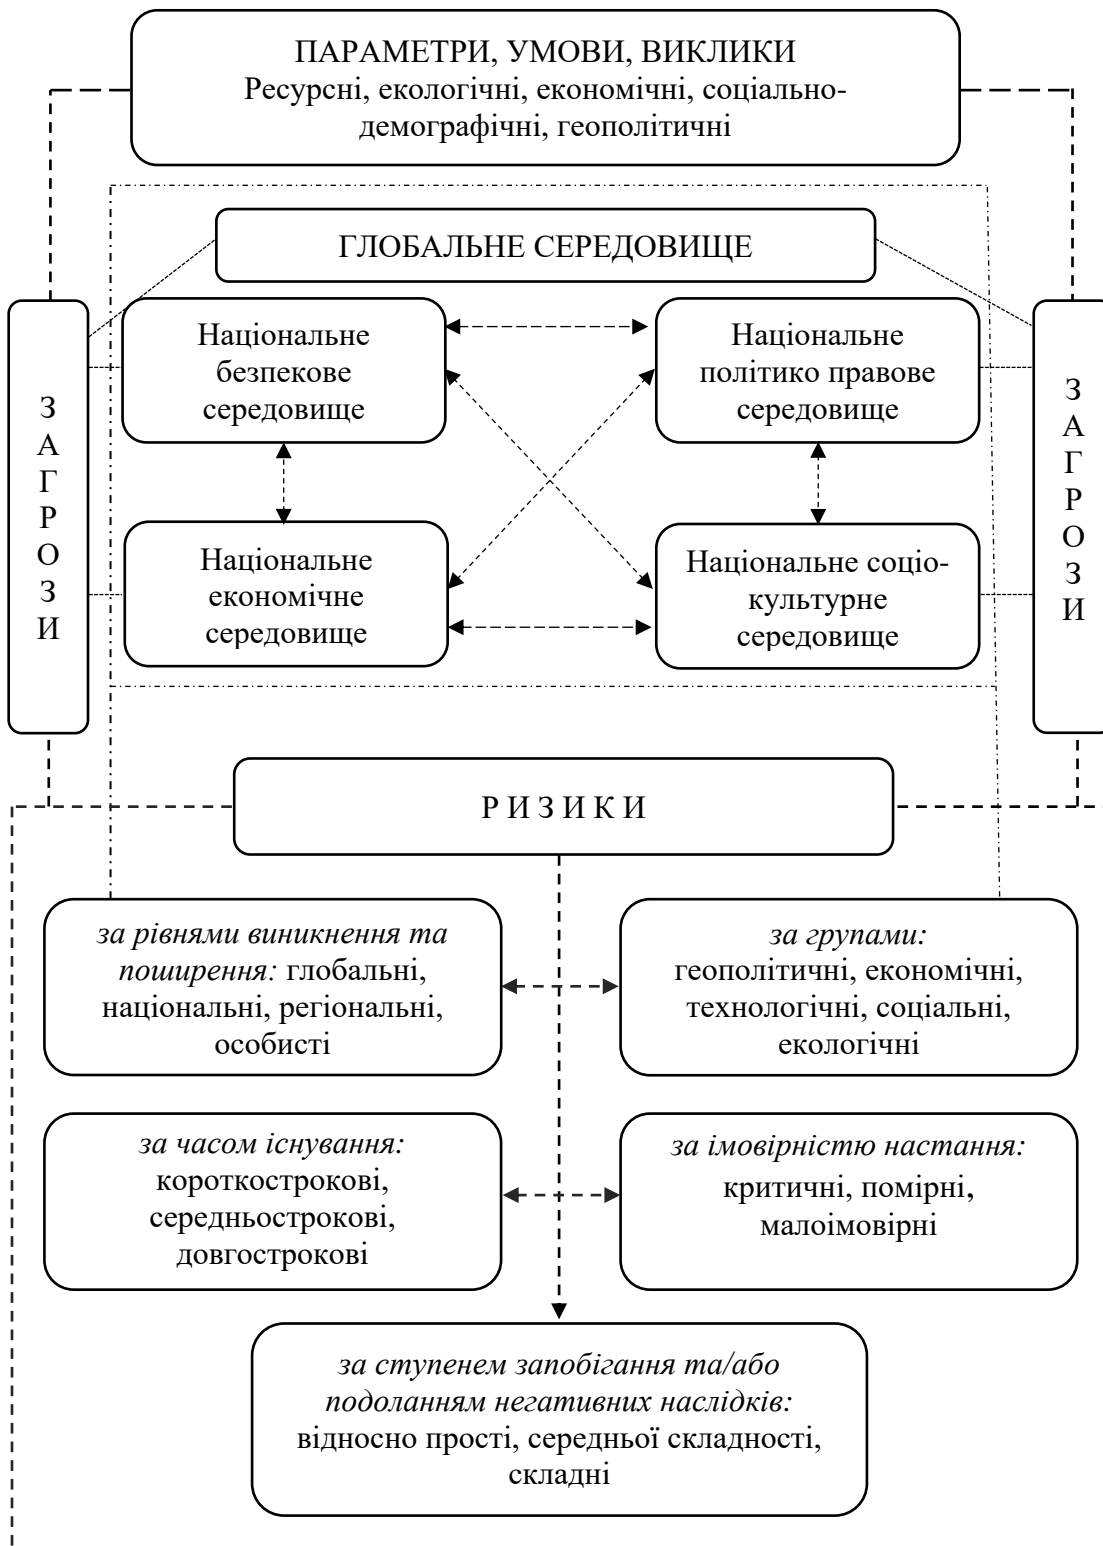 ПАРАМЕТРИ, УМОВИ, ВИКЛИКИ
Ресурсні, екологічні, економічні, соціально-
демографічні, геополітичні
ГЛОБАЛЬНЕ СЕРЕДОВИЩЕ
З
А
Г
Р
О
З
И
Національне
безпекове
середовище
Національне
політико правове
середовище
Національне
економічне
середовище
Національне соціо-
культурне
середовище
З
А
Г
Р
О
З
И
Р И З И К И
за рівнями виникнення та
поширення: глобальні,
національні, регіональні,
особисті
за групами:
геополітичні, економічні,
технологічні, соціальні,
екологічні
за часом існування:
короткострокові,
середньострокові,
довгострокові
за імовірністю настання:
критичні, помірні,
малоімовірні
за ступенем запобігання та/або
подоланням негативних наслідків:
відносно прості, середньої складності,
складні